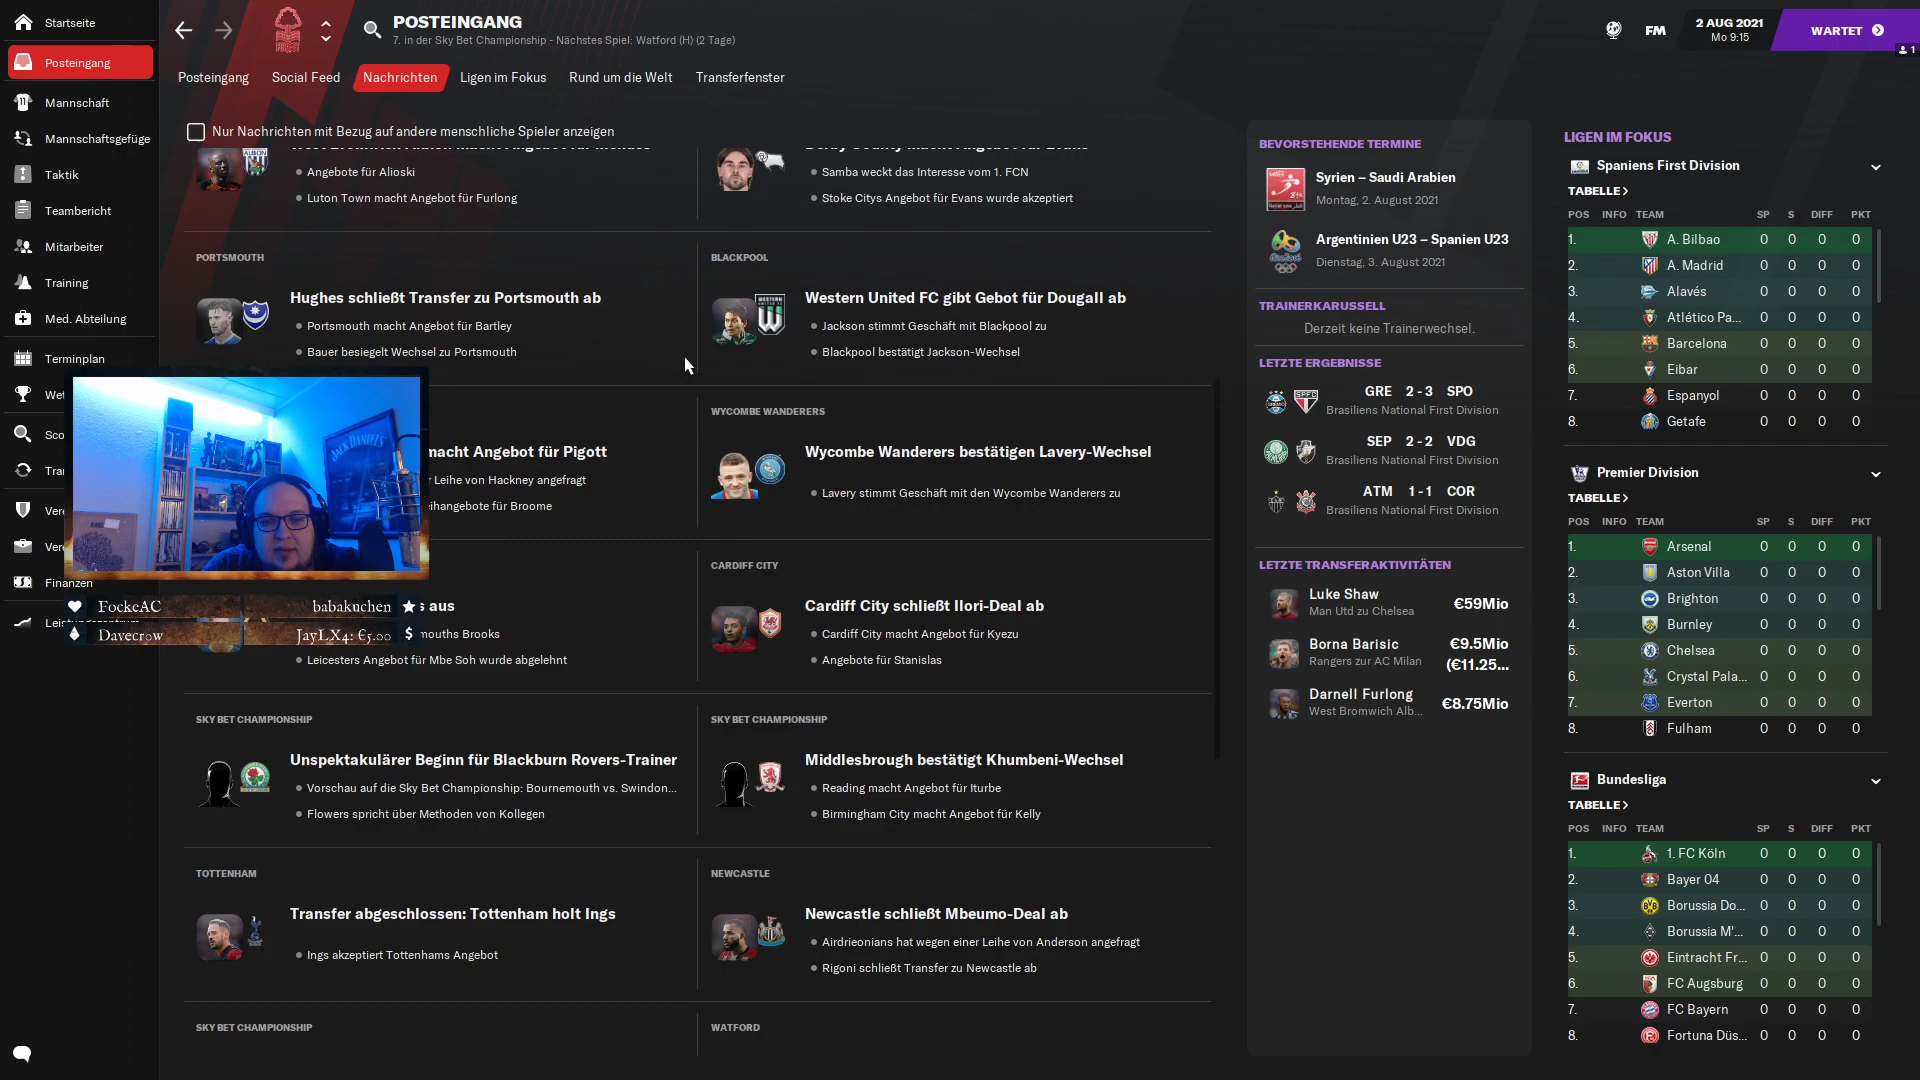 Startseite
Posteingang
Mannschaft
Mannschaftsgefüge
Taktik
Teambericht
Mitarbeiter
Training
Med. Abteilung
Terminplan
Finanzen
POSTEINGANG
7. in der Sky Bet Championship - Nächstes Spiel: Watford (H) (2 Tage)
FM
2 AUG 2021
Mo 9:15
WARTET
1
Posteingang
Social Feed
Nachrichten
Ligen im Fokus
Rund um die Welt
Transferfenster
Nur Nachrichten mit Bezug auf andere menschliche Spieler anzeigen
Angebote für Alioski
Luton Town macht Angebot für Furlong
Samba weckt das Interesse vom 1. FCN
Stoke Citys Angebot für Evans wurde akzeptiert
PORTSMOUTH
Hughes schließt Transfer zu Portsmouth ab
Portsmouth macht Angebot für Bartley
Bauer besiegelt Wechsel zu Portsmouth
BLACKPOOL
Western United FC gibt Gebot für Dougall ab
Jackson stimmt Geschäft mit Blackpool zu
Blackpool bestätigt Jackson-Wechsel
macht Angebot für Pigott
r Leihe von Hackney angefragt
eihangebote für Broome
WYCOMBE WANDERERS
Wycombe Wanderers bestätigen Lavery-Wechsel
Lavery stimmt Geschäft mit den Wycombe Wanderers zu
JACK DANIEL'S
FockeAC
babakuchen
Davecrow
JayLX4: €5.00
s aus
mouths Brooks
Leicesters Angebot für Mbe Soh wurde abgelehnt
CARDIFF CITY
Cardiff City schließt Ilori-Deal ab
Cardiff City macht Angebot für Kyezu
Angebote für Stanislas
SKY BET CHAMPIONSHIP
Unspektakulärer Beginn für Blackburn Rovers-Trainer
Vorschau auf die Sky Bet Championship: Bournemouth vs. Swindon...
Flowers spricht über Methoden von Kollegen
SKY BET CHAMPIONSHIP
Middlesbrough bestätigt Khumbeni-Wechsel
Reading macht Angebot für Iturbe
Birmingham City macht Angebot für Kelly
TOTTENHAM
Transfer abgeschlossen: Tottenham holt Ings
Ings akzeptiert Tottenhams Angebot
NEWCASTLE
Newcastle schließt Mbeumo-Deal ab
Airdrieonians hat wegen einer Leihe von Anderson angefragt
Rigoni schließt Transfer zu Newcastle ab
SKY BET CHAMPIONSHIP
WATFORD
BEVORSTEHENDE TERMINE
Syrien – Saudi Arabien
Montag, 2. August 2021
Argentinien U23 – Spanien U23
Dienstag, 3. August 2021
TRAINERKARUSSELL
Derzeit keine Trainerwechsel.
LETZTE ERGEBNISSE
GRE 2 - 3 SPO
Brasiliens National First Division
SEP 2 - 2 VDG
Brasiliens National First Division
ATM 1 - 1 COR
Brasiliens National First Division
LETZTE TRANSFERAKTIVITÄTEN
Luke Shaw
Man Utd zu Chelsea
€59Mio
Borna Barisic
Rangers zur AC Milan
€9.5Mio
(€11.25...
Darnell Furlong
West Bromwich Alb...
€8.75Mio
LIGEN IM FOKUS
Spaniens First Division
TABELLE
POS INFO TEAM SP S DIFF PKT
1. A. Bilbao 0 0 0 0
2. A. Madrid 0 0 0 0
3. Alavés 0 0 0 0
4. Atlético Pa... 0 0 0 0
5. Barcelona 0 0 0 0
6. Eibar 0 0 0 0
7. Espanyol 0 0 0 0
8. Getafe 0 0 0 0
Premier Division
TABELLE
POS INFO TEAM SP S DIFF PKT
1. Arsenal 0 0 0 0
2. Aston Villa 0 0 0 0
3. Brighton 0 0 0 0
4. Burnley 0 0 0 0
5. Chelsea 0 0 0 0
6. Crystal Pala... 0 0 0 0
7. Everton 0 0 0 0
8. Fulham 0 0 0 0
Bundesliga
TABELLE
POS INFO TEAM SP S DIFF PKT
1. 1. FC Köln 0 0 0 0
2. Bayer 04 0 0 0 0
3. Borussia Do... 0 0 0 0
4. Borussia M'... 0 0 0 0
5. Eintracht Fr... 0 0 0 0
6. FC Augsburg 0 0 0 0
7. FC Bayern 0 0 0 0
8. Fortuna Düs... 0 0 0 0